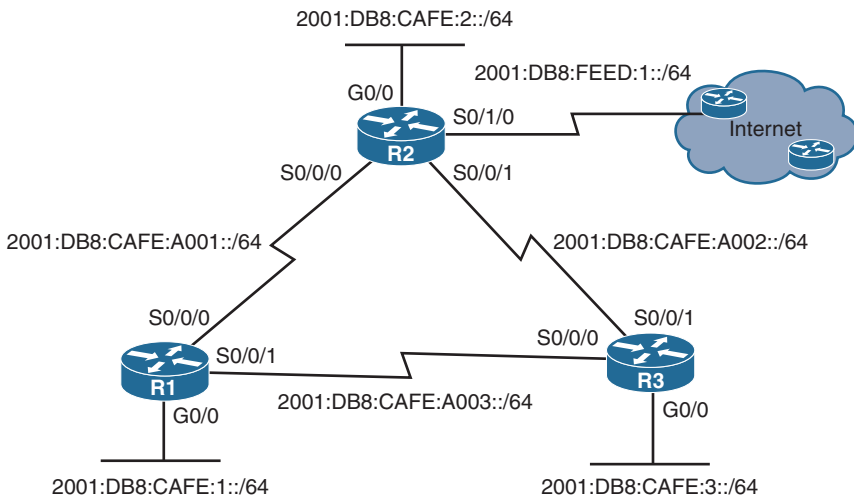 2001:DB8:CAFE:2::/64
2001:DB8:FEED:1::/64
G0/0
S0/1/0
Internet
R2
S0/0/0
S0/0/1
2001:DB8:CAFE:A001::/64
2001:DB8:CAFE:A002::/64
S0/0/0
S0/0/1
S0/0/1
S0/0/0
R1
R3
2001:DB8:CAFE:A003::/64
G0/0
G0/0
2001:DB8:CAFE:1::/64
2001:DB8:CAFE:3::/64